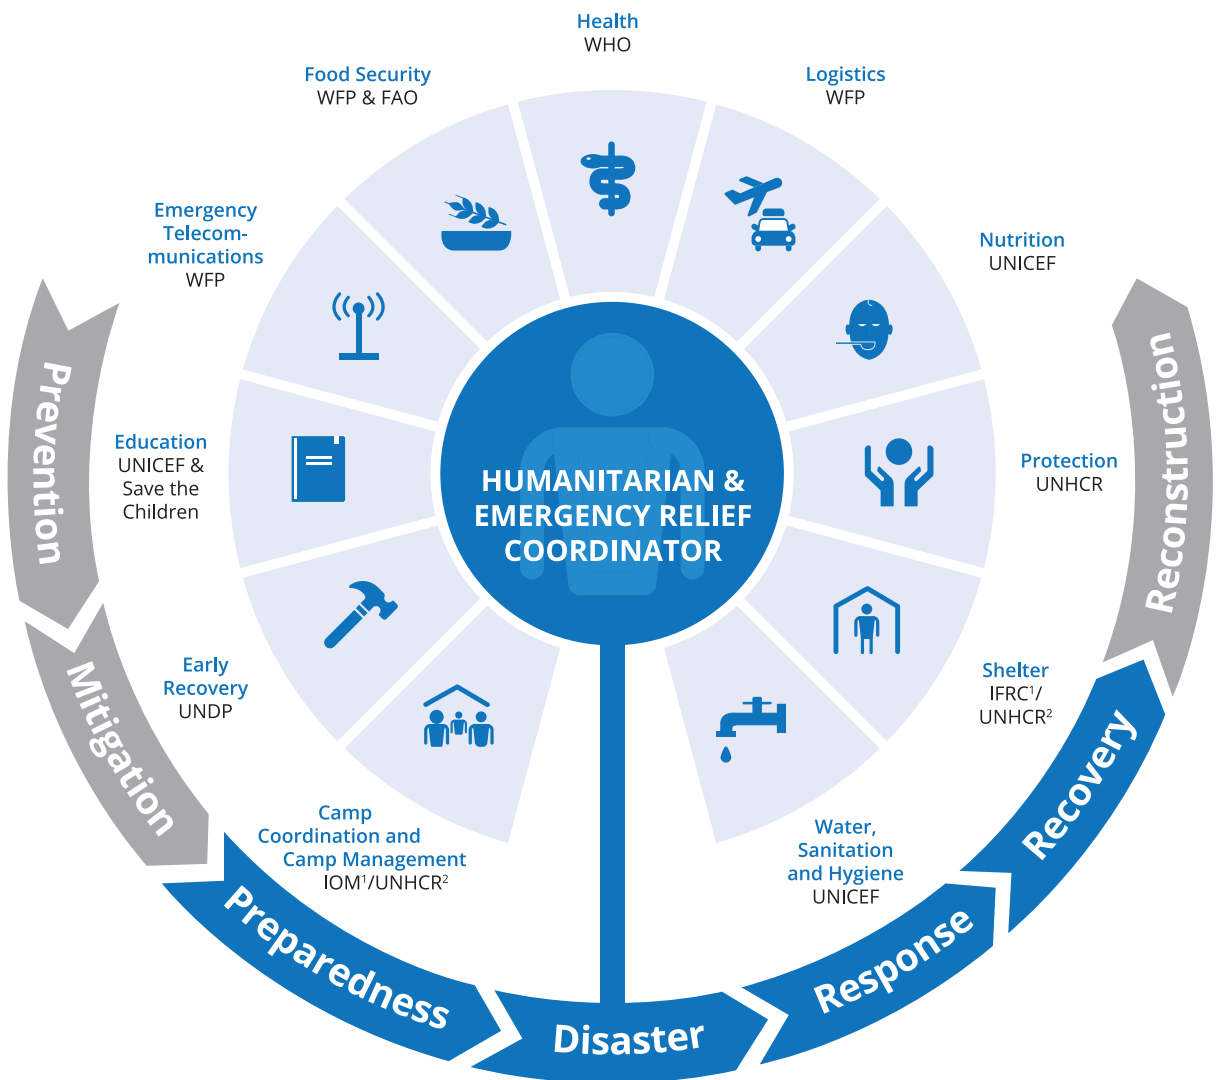 Health
WHO
Food Security
WFP & FAO
Logistics
WFP
Emergency
Telecom-
munications
WFP
Nutrition
UNICEF
Education
UNICEF &
Save the
Children
Protection
UNHCR
HUMANITARIAN &
EMERGENCY RELIEF
COORDINATOR
Early
Recovery
UNDP
Shelter
IFRC¹/
UNHCR²
Camp
Coordination and
Camp Management
IOM¹/UNHCR²
Water,
Sanitation
and Hygiene
UNICEF
Prevention
Mitigation
Preparedness
Disaster
Response
Recovery
Reconstruction